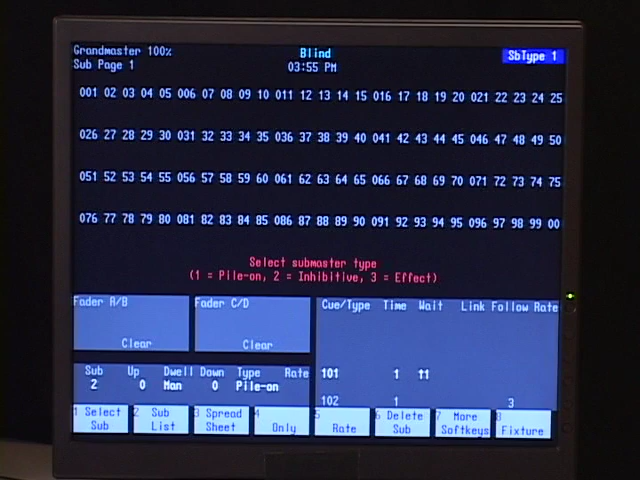 Grandmaster 100% Blind SbType 1
Sub Page 1 03:55 PM
001 02 03 04 05 006 07 08 09 10 011 12 13 14 15 016 17 18 19 20 021 22 23 24 25
026 27 28 29 30 031 32 33 34 35 036 37 38 39 40 041 42 43 44 45 046 47 48 49 50
051 52 53 54 55 056 57 58 59 60 061 62 63 64 65 066 67 68 69 70 071 72 73 74 75
076 77 78 79 80 081 82 83 84 85 086 87 88 89 90 091 92 93 94 95 096 97 98 99 00
Select submaster type
(1 = Pile-on, 2 = Inhibitive, 3 = Effect)
Fader A/B Fader C/D Cue/Type Time Wait Link Follow Rate
Clear Clear
Sub Up Dwell Down Type Rate 101 1 ↑1
2 0 Man 0 Pile-on
102 1 3
1 Select Sub
2 Sub List
3 Spread Sheet
4 Only
5 Rate
6 Delete Sub
7 More Softkeys
8 Fixture